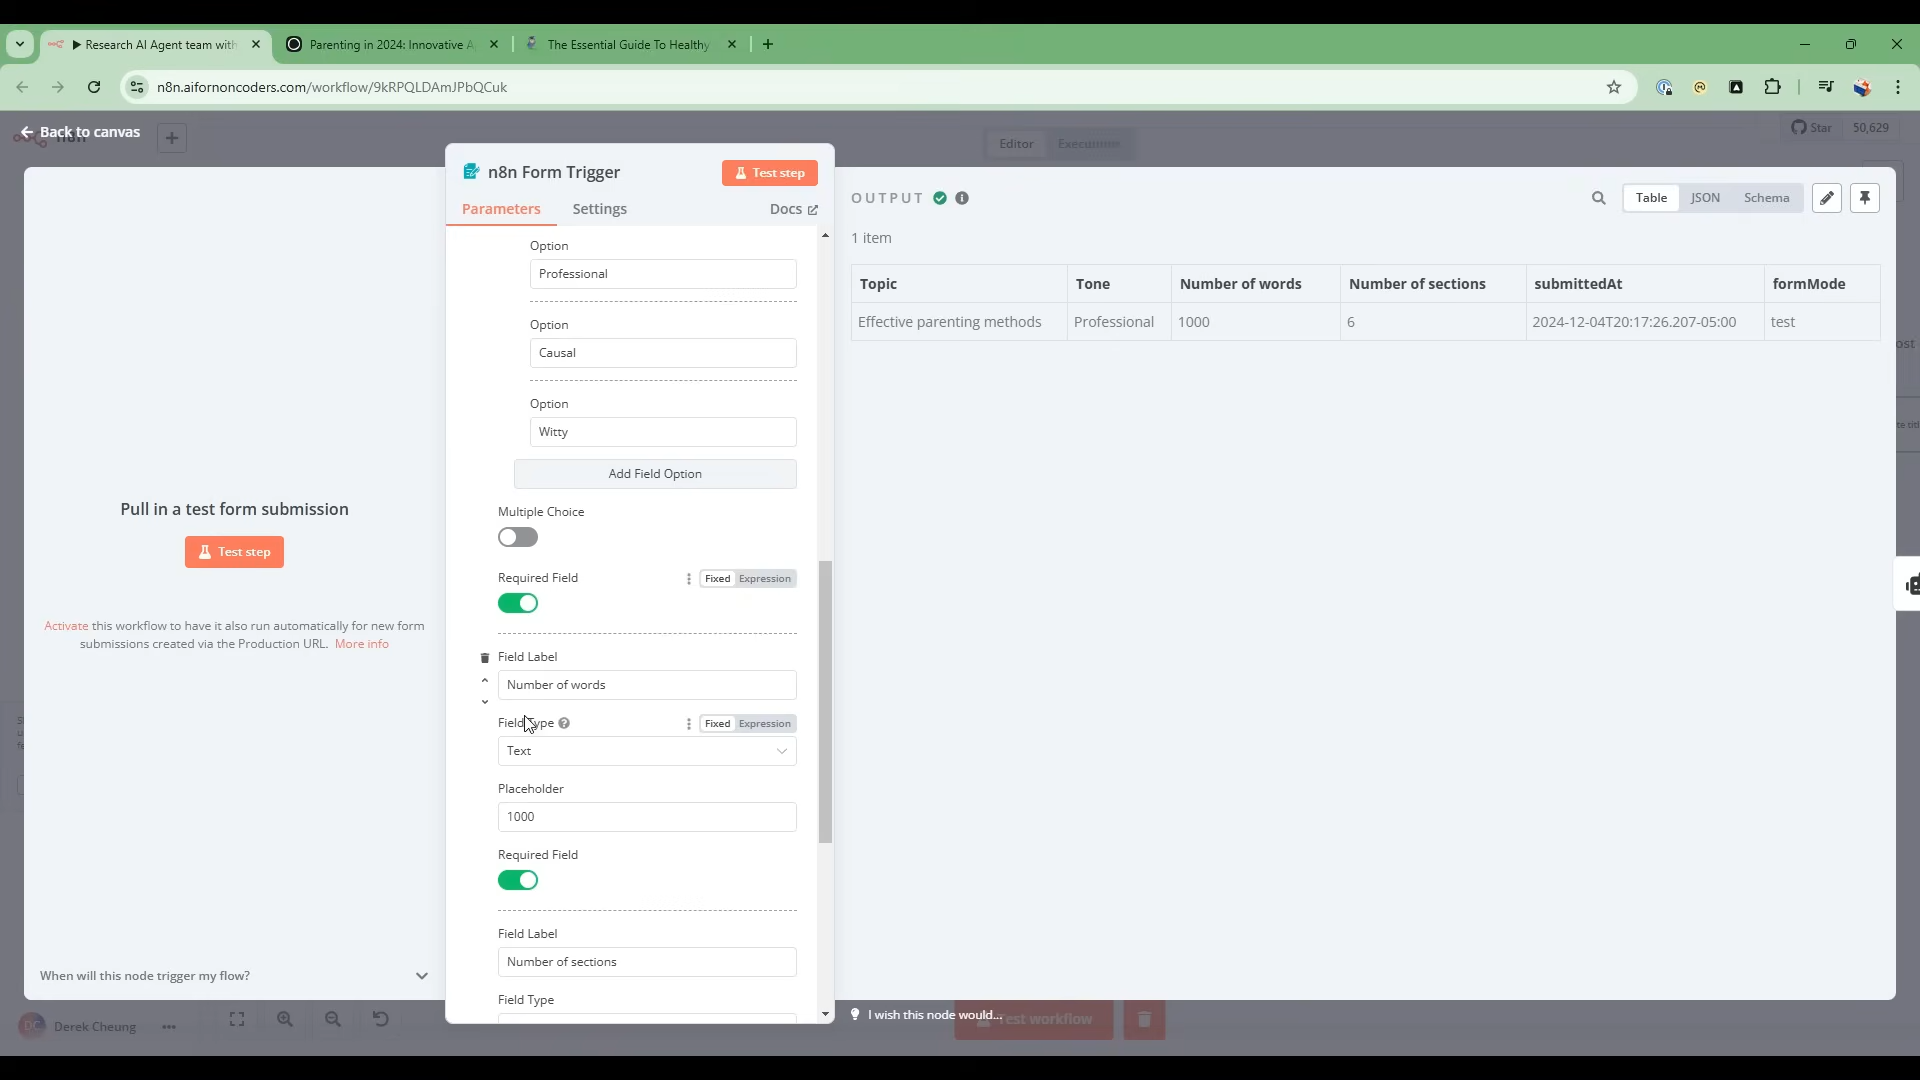 ▶ Research AI Agent team with
Parenting in 2024: Innovative A
The Essential Guide To Healthy
n8n.aifornoncoders.com/workflow/9kRPQLDAmJPbQCuk
Back to canvas
Editor
Executions
Star
50,629
n8n Form Trigger
Test step
Parameters
Settings
Docs
Option
Professional
Option
Causal
Option
Witty
Add Field Option
Multiple Choice
Required Field
Fixed
Expression
Field Label
Number of words
Field Type
Fixed
Expression
Text
Placeholder
1000
Required Field
Field Label
Number of sections
Field Type
Pull in a test form submission
Test step
Activate this workflow to have it also run automatically for new form
submissions created via the Production URL. More info
When will this node trigger my flow?
OUTPUT
Table
JSON
Schema
1 item
Topic
Tone
Number of words
Number of sections
submittedAt
formMode
Effective parenting methods
Professional
1000
6
2024-12-04T20:17:26.207-05:00
test
I wish this node would...
Test workflow
DC
Derek Cheung